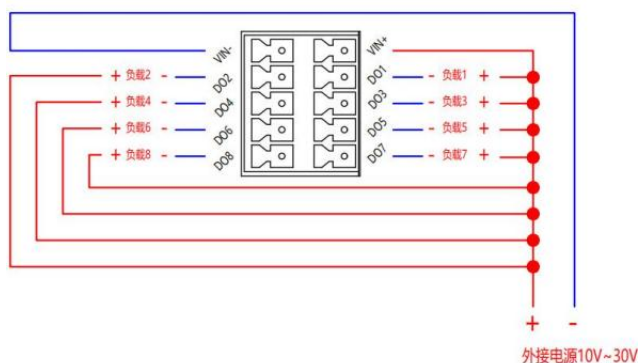 VIN- VIN+
+ 负载2 - DO2 DO1 - 负载1 +
+ 负载4 - DO4 DO3 - 负载3 +
+ 负载6 - DO6 DO5 - 负载5 +
+ 负载8 - DO8 DO7 - 负载7 +
+ -
外接电源10V~30V